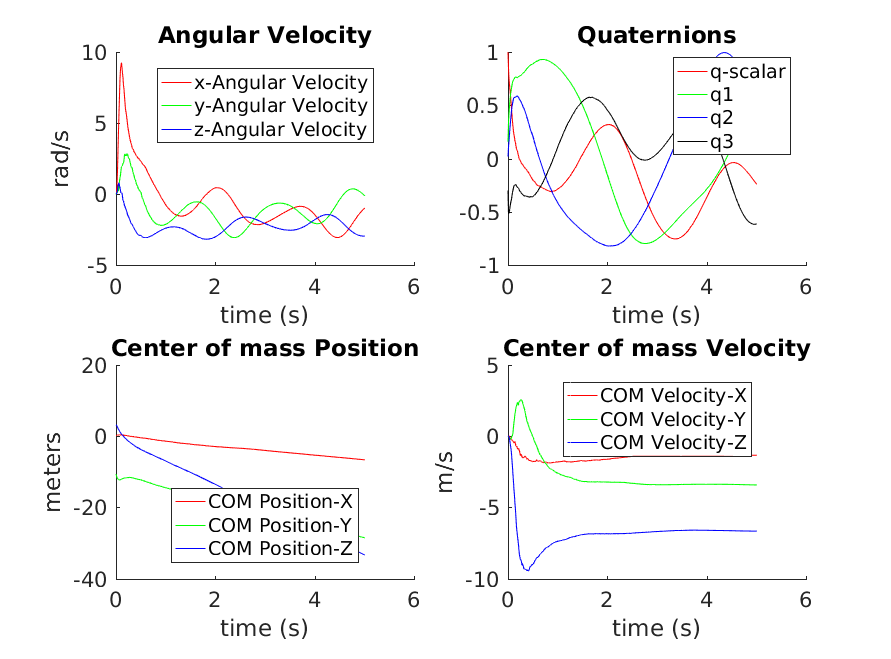 Angular Velocity
10
5
0
-5
rad/s
x-Angular Velocity
y-Angular Velocity
z-Angular Velocity
0
2
4
6
time (s)
Quaternions
1
0.5
0
-0.5
-1
q-scalar
q1
q2
q3
0
2
4
6
time (s)
Center of mass Position
20
0
-20
-40
meters
COM Position-X
COM Position-Y
COM Position-Z
0
2
4
6
time (s)
Center of mass Velocity
5
0
-5
-10
m/s
COM Velocity-X
COM Velocity-Y
COM Velocity-Z
0
2
4
6
time (s)